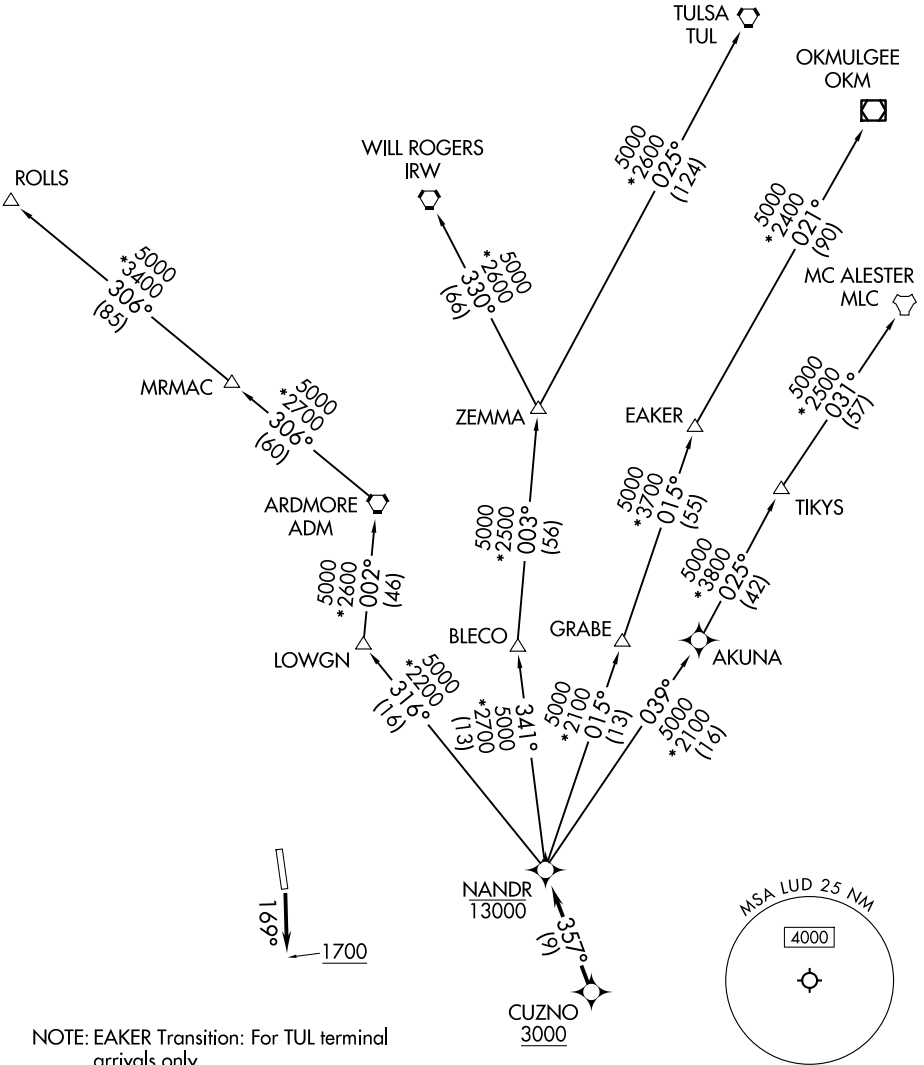 TULSA
TUL
OKMULGEE
OKM
WILL ROGERS
IRW
5000
*2600
025°
(124)
ROLLS
5000
*2400
021°
(90)
5000
*3400
306°
(85)
5000
*2600
330°
(66)
MC ALESTER
MLC
MRMAC
5000
*2700
306°
(60)
ZEMMA
EAKER
5000
*2500
031°
(57)
ARDMORE
ADM
5000
*2500
003°
(56)
5000
*3700
015°
(55)
TIKYS
5000
*2600
002°
(46)
5000
*3800
025°
(42)
LOWGN
BLECO
GRABE
AKUNA
5000
*2200
316°
(16)
341°
5000
*2700
(13)
5000
*2100
015°
(13)
039°
5000
*2100
(16)
NANDR
13000
MSA LUD 25 NM
4000
169°
1700
357°
(9)
CUZNO
3000
NOTE: EAKER Transition: For TUL terminal
arrivals only